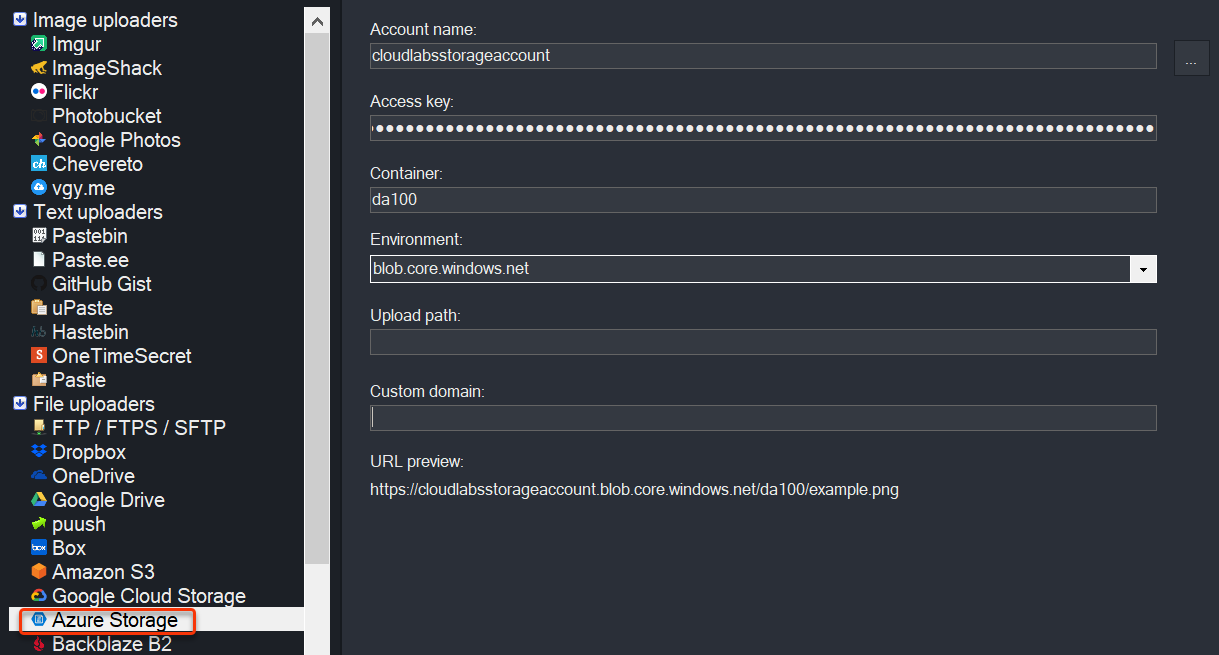 Image uploaders
Imgur
ImageShack
Flickr
Photobucket
Google Photos
Chevereto
vgy.me
Text uploaders
Pastebin
Paste.ee
GitHub Gist
uPaste
Hastebin
OneTimeSecret
Pastie
File uploaders
FTP / FTPS / SFTP
Dropbox
OneDrive
Google Drive
puush
Box
Amazon S3
Google Cloud Storage
Azure Storage
Backblaze B2
Account name:
cloudlabsstorageaccount
...
Access key:
Container:
da100
Environment:
blob.core.windows.net
Upload path:
Custom domain:
URL preview:
https://cloudlabsstorageaccount.blob.core.windows.net/da100/example.png